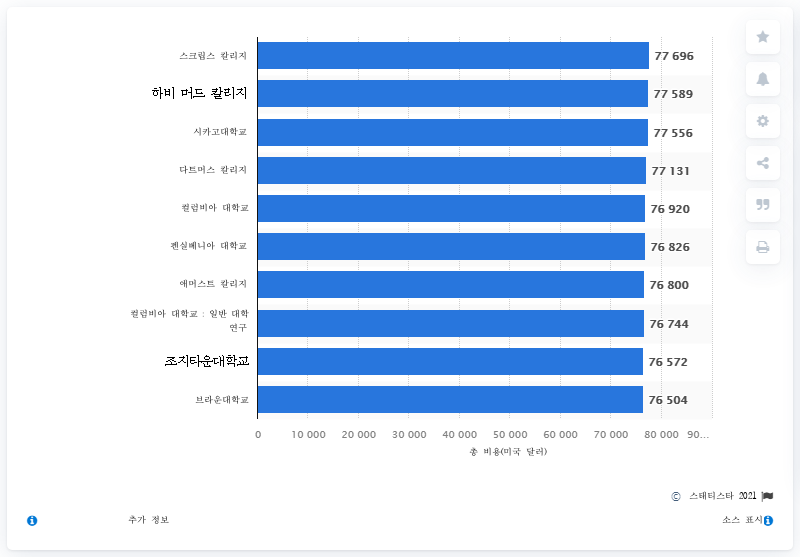 스크립스 칼리지
77 696
하비 머드 칼리지
77 589
시카고대학교
77 556
다트머스 칼리지
77 131
컬럼비아 대학교
76 920
펜실베니아 대학교
76 826
애머스트 칼리지
76 800
컬럼비아 대학교 : 일반 대학
연구
76 744
조지타운대학교
76 572
브라운대학교
76 504
0 10 000 20 000 30 000 40 000 50 000 60 000 70 000 80 000 90...
총 비용(미국 달러)
© 스태티스타 2021
추가 정보
소스 표시